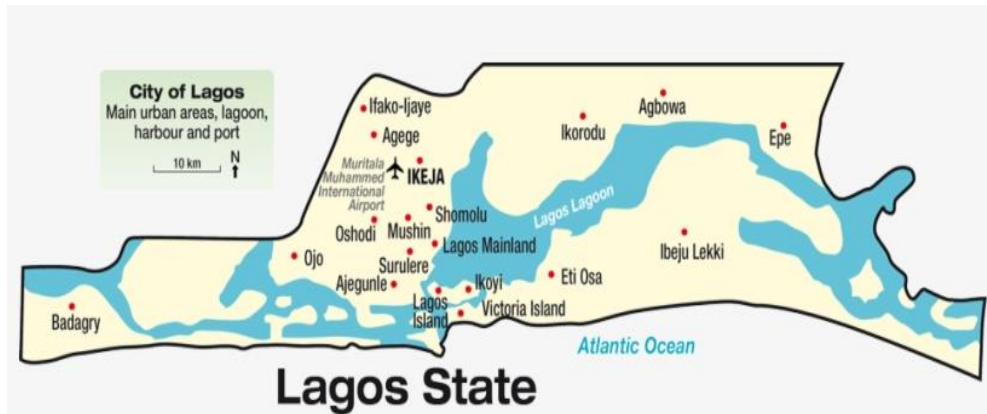 City of Lagos
Main urban areas, lagoon,
harbour and port
10 km
N
Ifako-Ijaye
Agege
Muritala
Muhammed
International
Airport
IKEJA
Agbowa
Ikorodu
Epe
Shomolu
Oshodi
Mushin
Lagos Lagoon
Lagos Mainland
Ojo
Surulere
Ibeju Lekki
Ajegunle
Ikoyi
Eti Osa
Lagos
Island
Victoria Island
Badagry
Atlantic Ocean
Lagos State